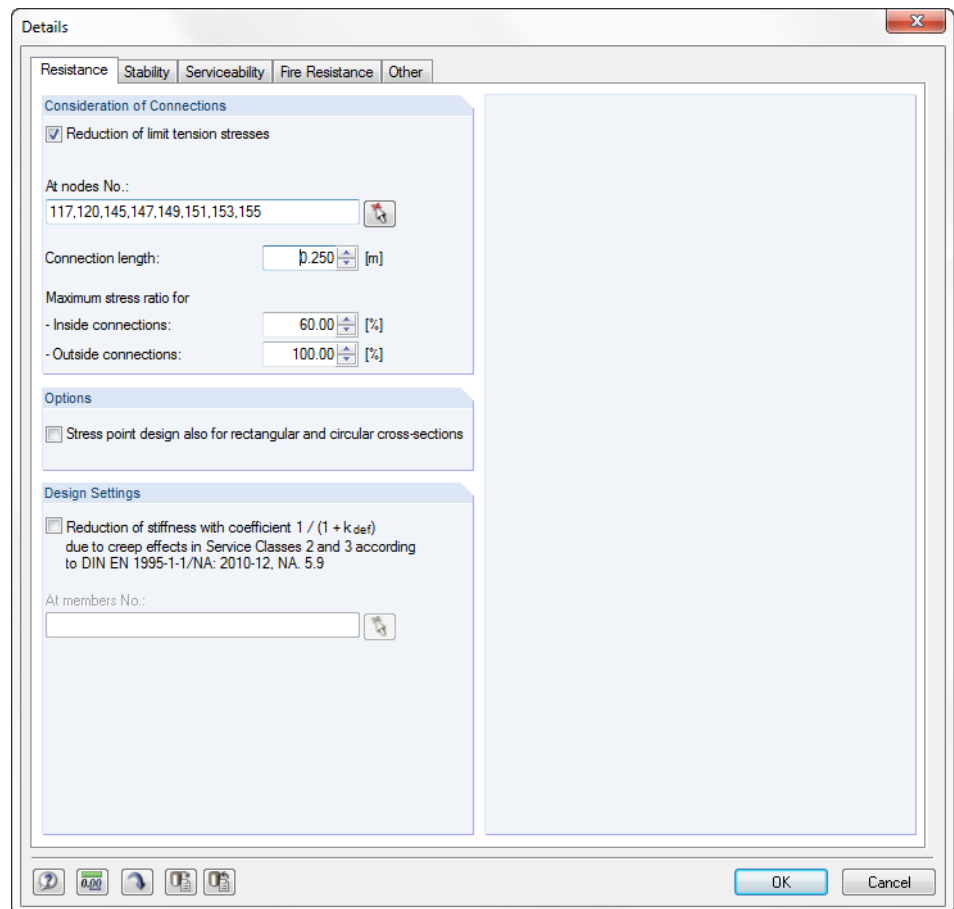 Details
Resistance Stability Serviceability Fire Resistance Other
Consideration of Connections
Reduction of limit tension stresses
At nodes No.:
117,120,145,147,149,151,153,155
Connection length: 0.250 [m]
Maximum stress ratio for
- Inside connections: 60.00 [%]
- Outside connections: 100.00 [%]
Options
Stress point design also for rectangular and circular cross-sections
Design Settings
Reduction of stiffness with coefficient 1 / (1 + k def)
due to creep effects in Service Classes 2 and 3 according
to DIN EN 1995-1-1/NA: 2010-12, NA. 5.9
At members No.:
0.00 OK Cancel